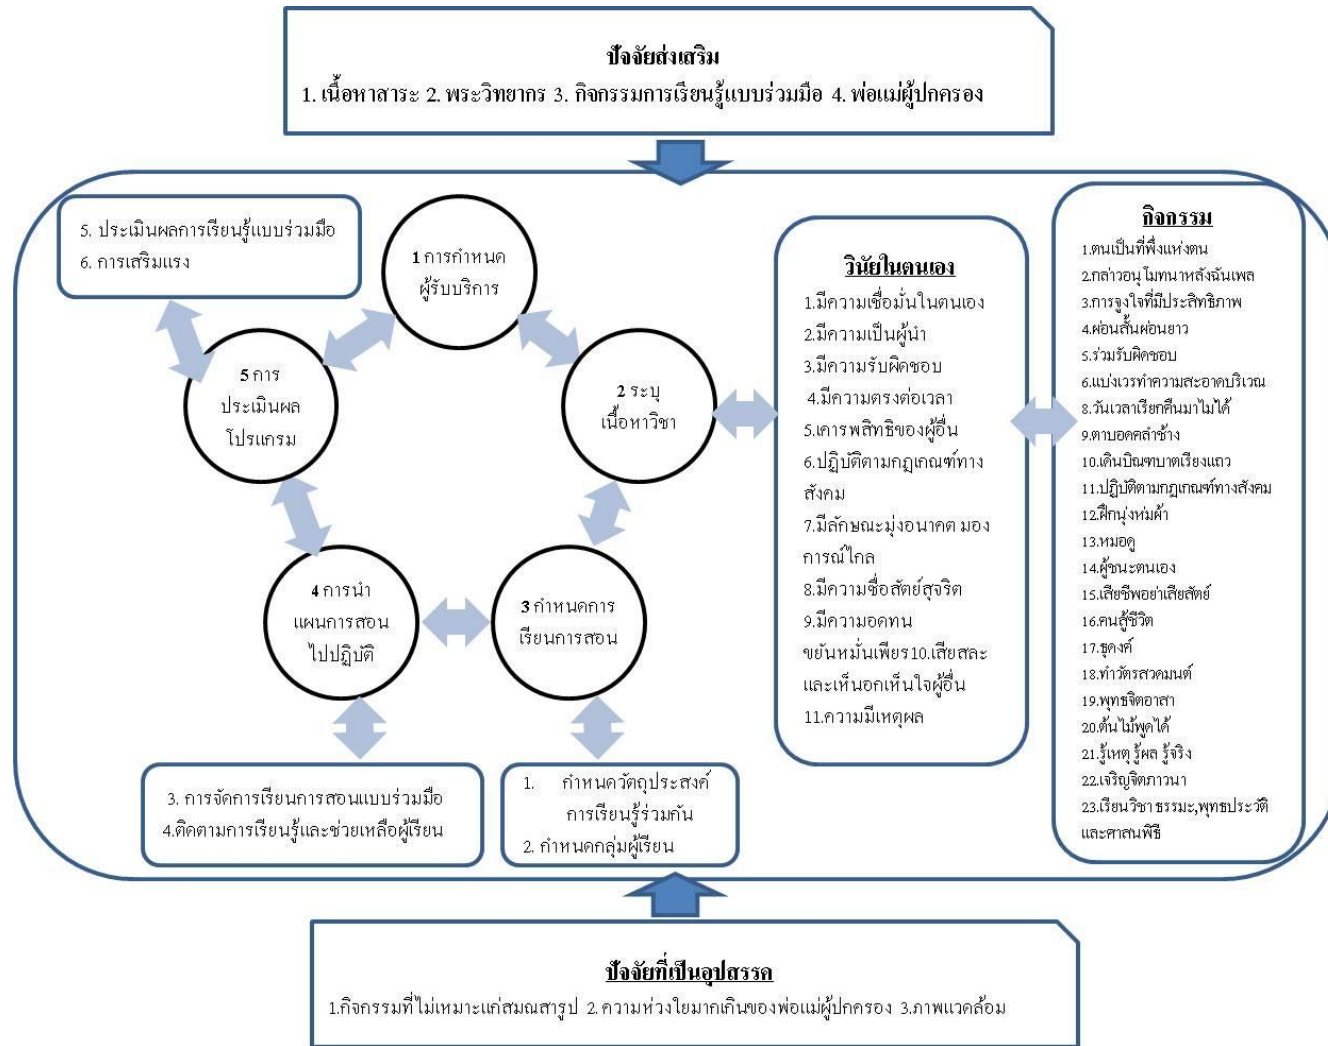 ปัจจัยส่งเสริม
1. เนื้อหาสาระ 2. พระวิทยากร 3. กิจกรรมการเรียนรู้แบบร่วมมือ 4. พ่อแม่ผู้ปกครอง
5. ประเมินผลการเรียนรู้แบบร่วมมือ
6. การเสริมแรง
1 การกำหนด
ผู้รับบริการ
2 ระบุ
เนื้อหาวิชา
3 กำหนดการ
เรียนการสอน
4 การนำ
แผนการสอน
ไปปฏิบัติ
5 การ
ประเมินผล
โปรแกรม
3. การจัดการเรียนการสอนแบบร่วมมือ
4.ติดตามการเรียนรู้และช่วยเหลือผู้เรียน
1. กำหนดวัตถุประสงค์
การเรียนรู้ร่วมกัน
2. กำหนดกลุ่มผู้เรียน
วินัยในตนเอง
1.มีความเชื่อมั่นในตนเอง
2.มีความเป็นผู้นำ
3.มีความรับผิดชอบ
4.มีความตรงต่อเวลา
5.เคารพสิทธิของผู้อื่น
6.ปฏิบัติตามกฎเกณฑ์ทาง
สังคม
7.มีลักษณะมุ่งอนาคต มอง
การณ์ไกล
8.มีความซื่อสัตย์สุจริต
9.มีความอดทน
ขยันหมั่นเพียร10.เสียสละ
และเห็นอกเห็นใจผู้อื่น
11.ความมีเหตุผล
กิจกรรม
1.ตนเป็นที่พึ่งแห่งตน
2.กล่าวอนุโมทนาหลังฉันเพล
3.การจูงใจที่มีประสิทธิภาพ
4.ผ่อนสั้นผ่อนยาว
5.ร่วมรับผิดชอบ
6.แบ่งเวรทำความสะอาดบริเวณ
8.วันเวลาเรียกคืนมาไม่ได้
9.ตาบอดคลำช้าง
10.เดินบิณฑบาตเรียงแถว
11.ปฏิบัติตามกฎเกณฑ์ทางสังคม
12.ฝึกนุ่งห่มผ้า
13.หมอดู
14.ผู้ชนะตนเอง
15.เสียชีพอย่าเสียสัตย์
16.คนสู้ชีวิต
17.ธุดงค์
18.ทำวัตรสวดมนต์
19.พุทธจิตอาสา
20.ต้นไม้พูดได้
21.รู้เหตุ รู้ผล รู้จริง
22.เจริญจิตภาวนา
23.เรียนวิชา ธรรมะ,พุทธประวัติ
และศาสนพิธี
ปัจจัยที่เป็นอุปสรรค
1.กิจกรรมที่ไม่เหมาะแก่สมณสารูป 2. ความห่วงใยมากเกินของพ่อแม่ผู้ปกครอง 3.ภาพแวดล้อม